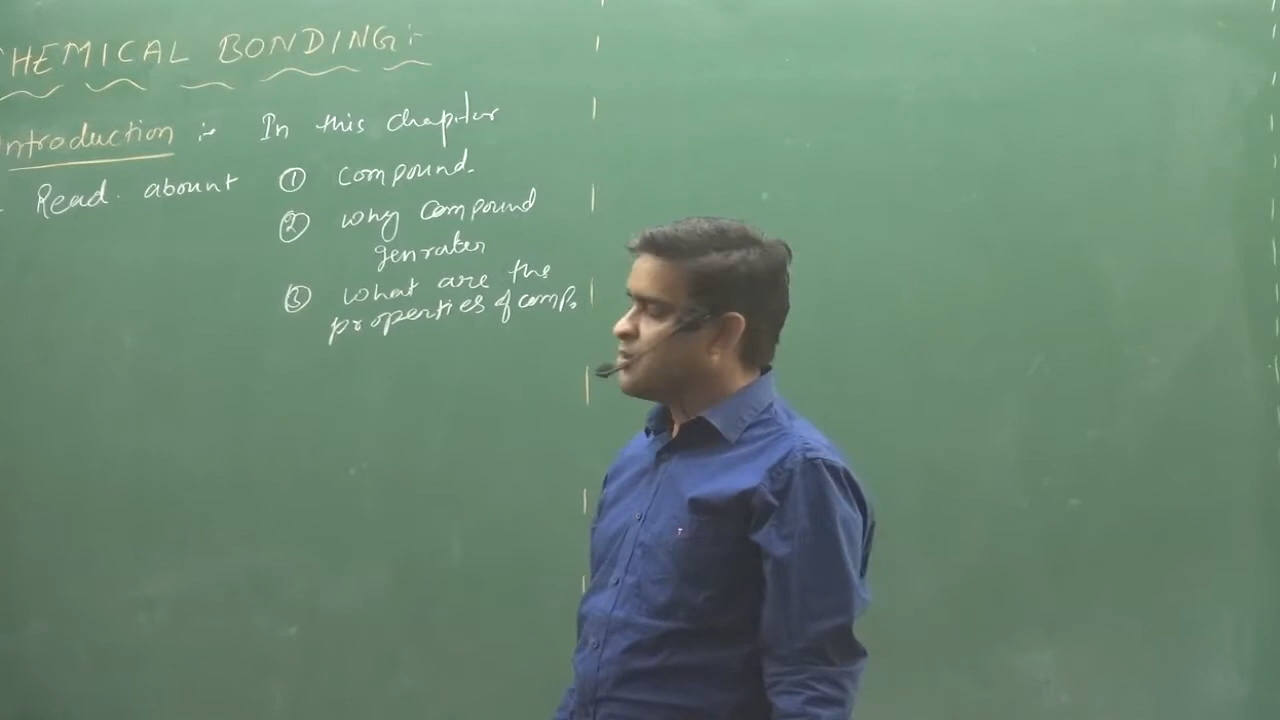 CHEMICAL BONDING:-
Introduction :- In this chapter
Read. abount ① compound.
② why compound
genrater
③ what are the
properties of comp.